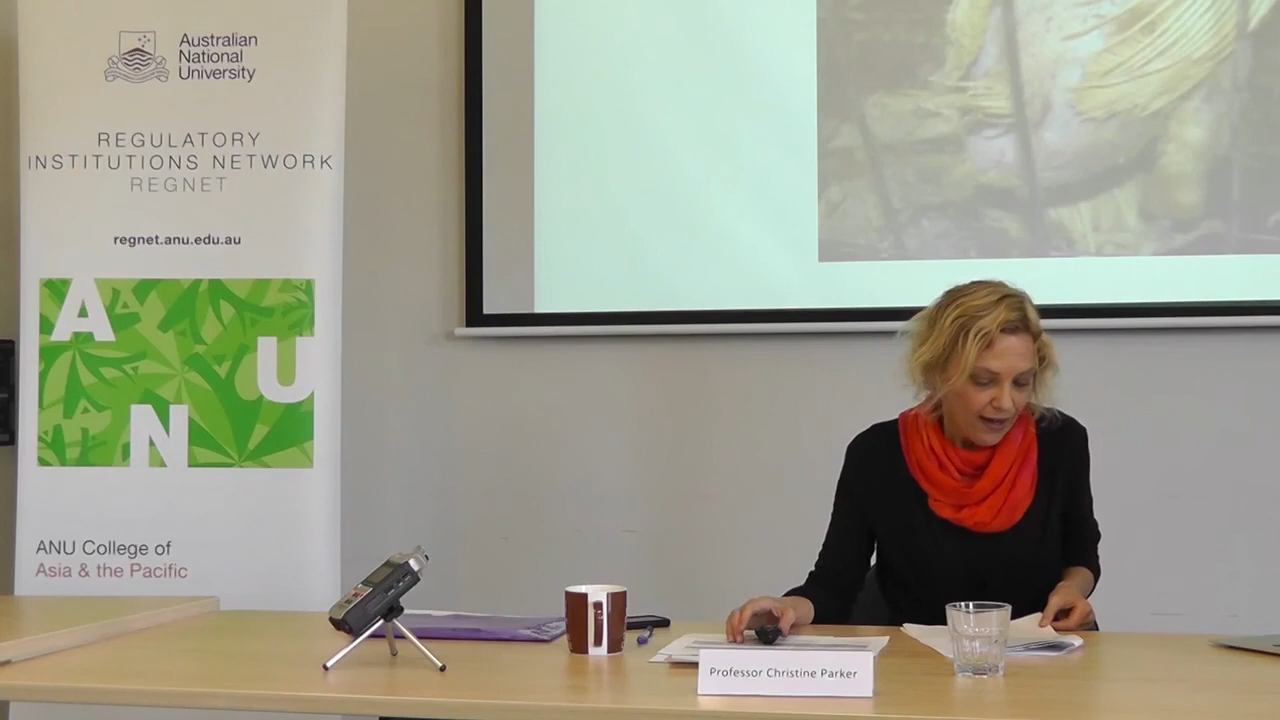 Australian
National
University
REGULATORY
INSTITUTIONS NETWORK
REGNET
regnet.anu.edu.au
A
U
N
ANU College of
Asia & the Pacific
Professor Christine Parker